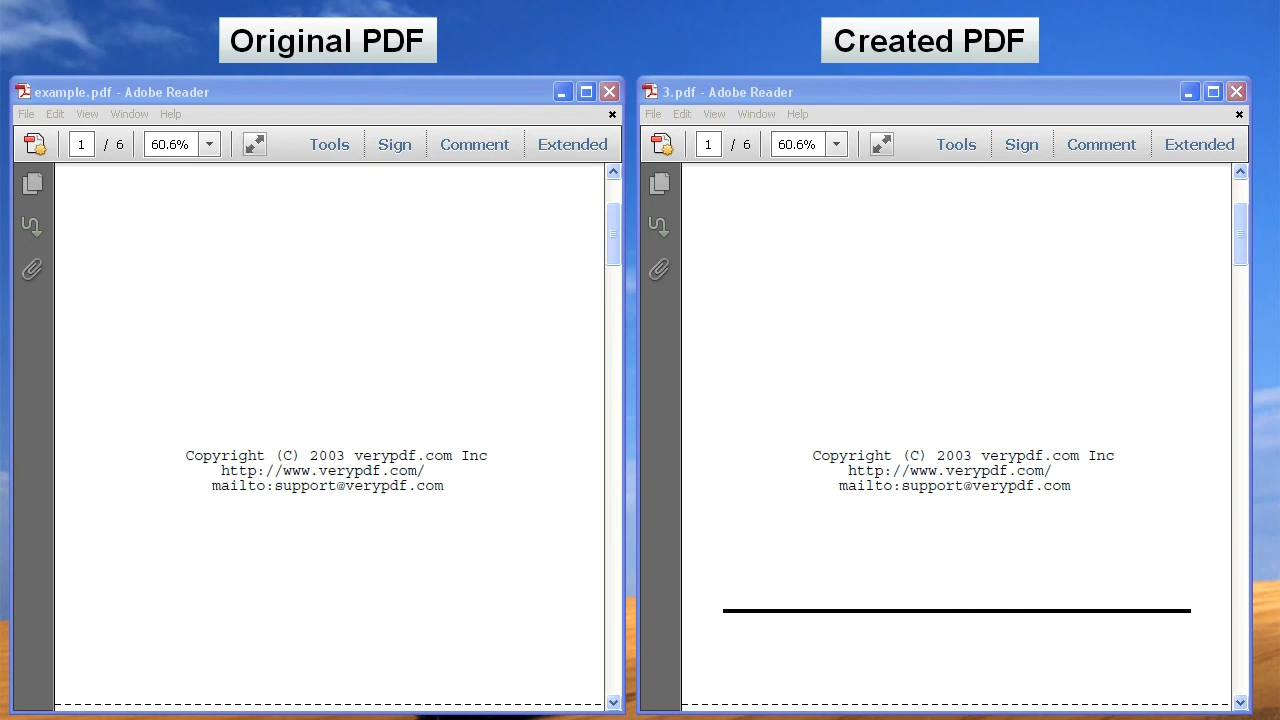 Original PDF
Created PDF
example.pdf - Adobe Reader
File Edit View Window Help
1 / 6 60.6% Tools Sign Comment Extended
Copyright (C) 2003 verypdf.com Inc
http://www.verypdf.com/
mailto:support@verypdf.com
3.pdf - Adobe Reader
File Edit View Window Help
1 / 6 60.6% Tools Sign Comment Extended
Copyright (C) 2003 verypdf.com Inc
http://www.verypdf.com/
mailto:support@verypdf.com